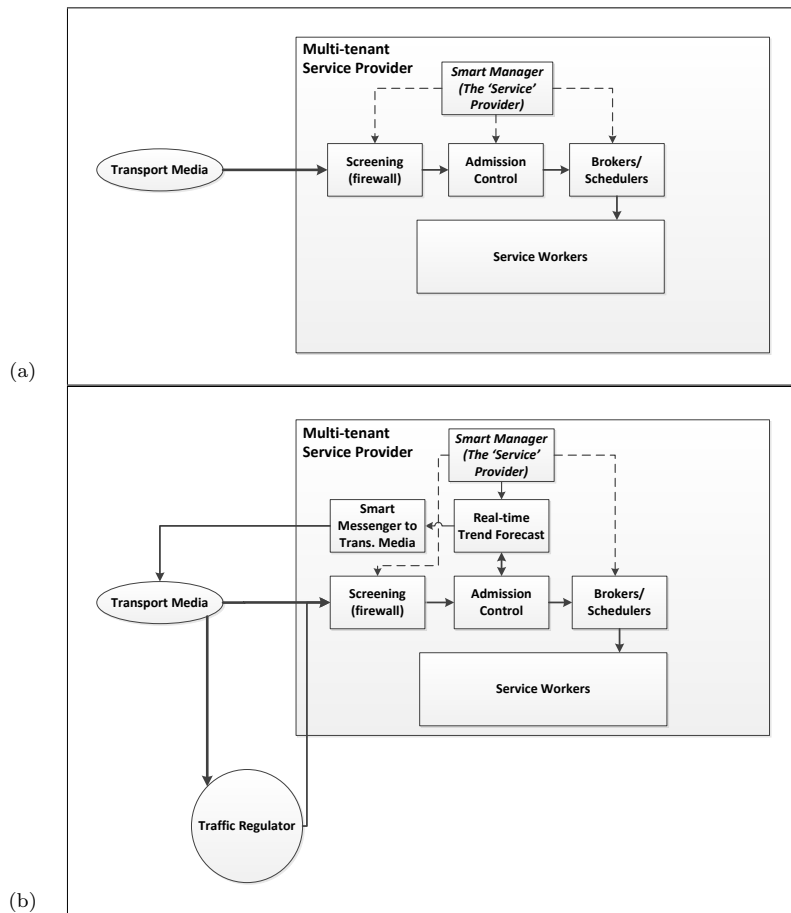 Multi-tenant
Service Provider
Smart Manager
(The ‘Service’
Provider)
Transport Media
Screening
(firewall)
Admission
Control
Brokers/
Schedulers
Service Workers
(a)
Multi-tenant
Service Provider
Smart Manager
(The ‘Service’
Provider)
Smart
Messenger to
Trans. Media
Real-time
Trend Forecast
Transport Media
Screening
(firewall)
Admission
Control
Brokers/
Schedulers
Service Workers
Traffic Regulator
(b)